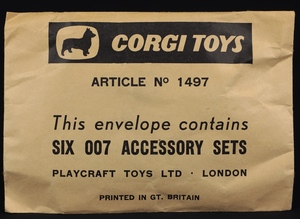 CORGI TOYS
ARTICLE No 1497
This envelope contains
SIX 007 ACCESSORY SETS
PLAYCRAFT TOYS LTD · LONDON
PRINTED IN GT. BRITAIN